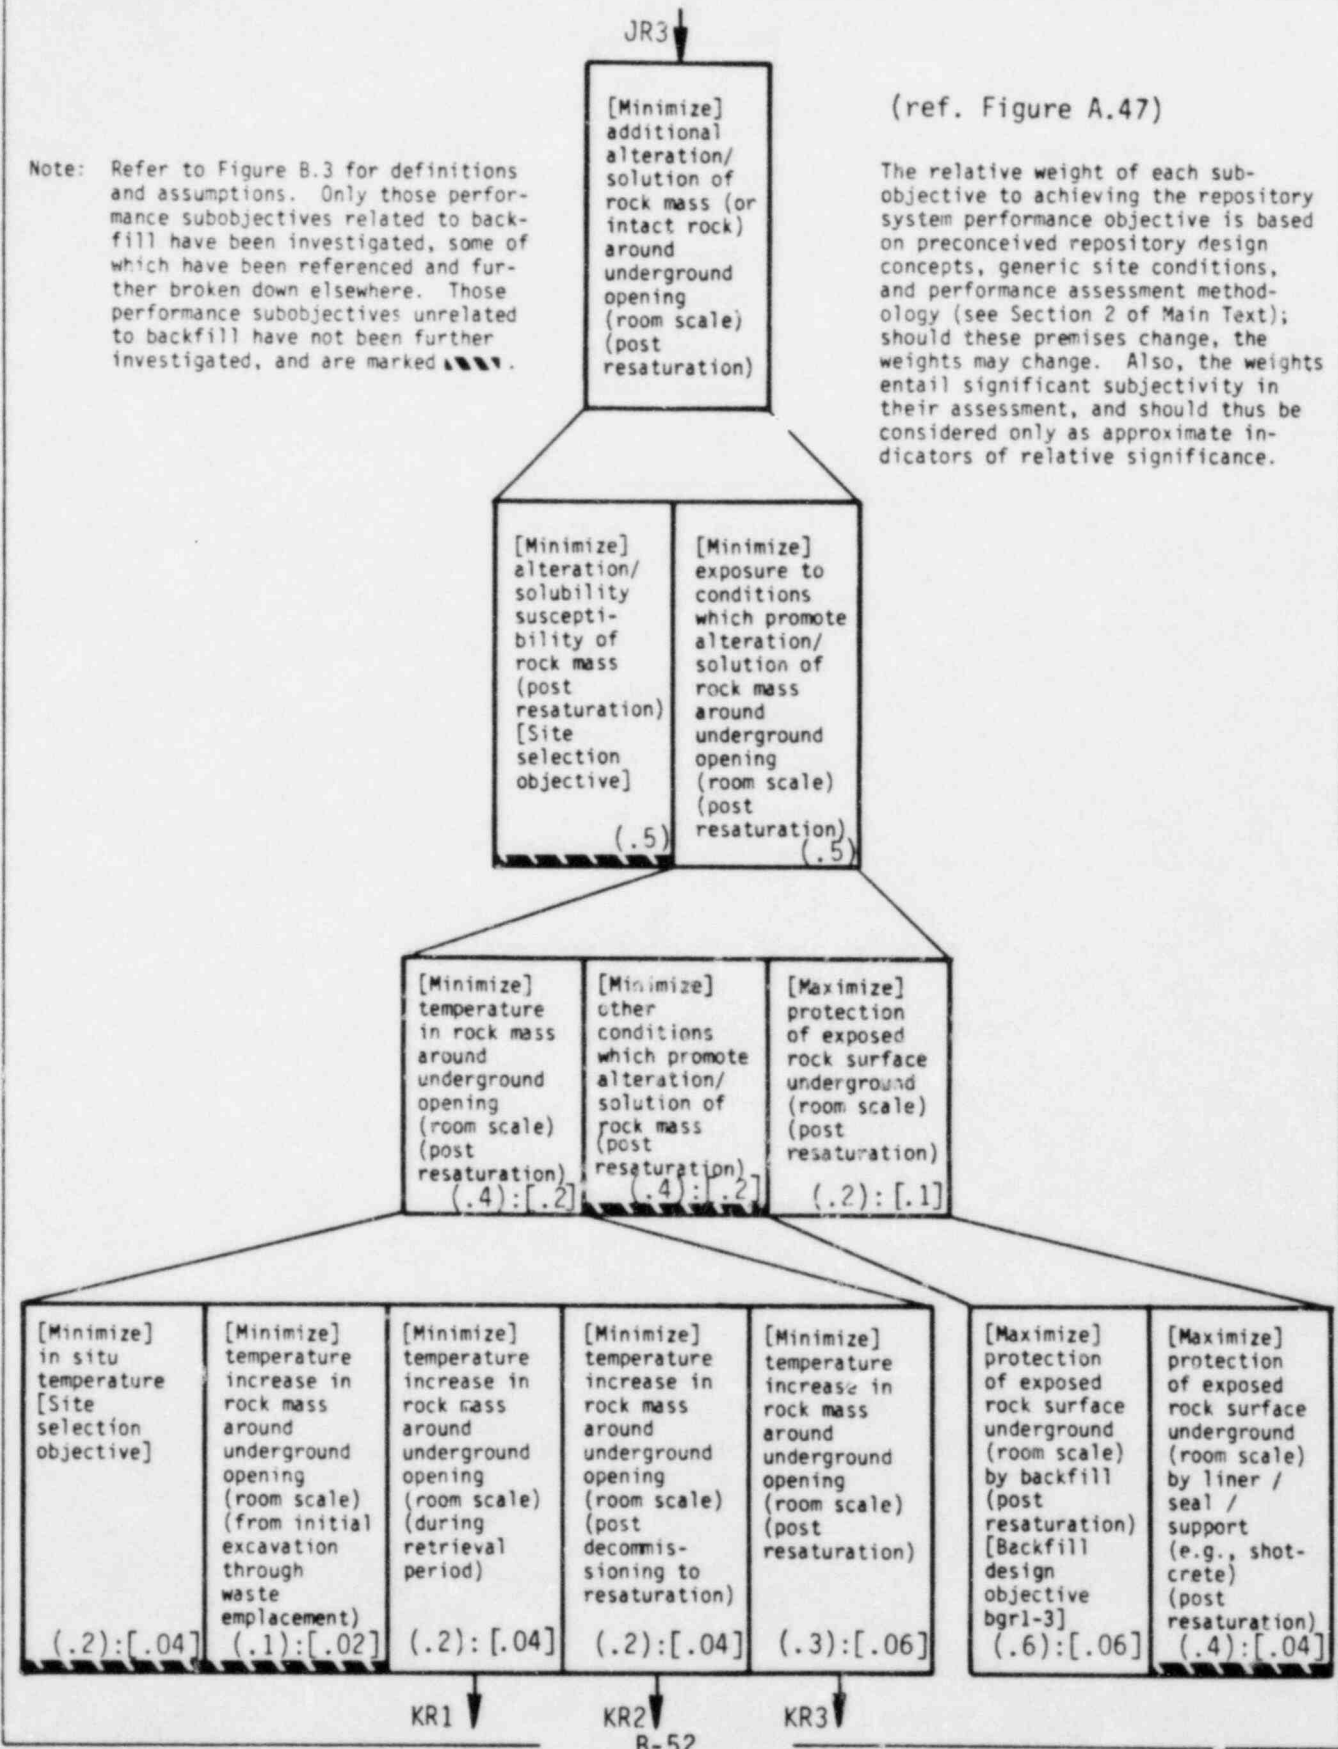 JR3
[Minimize]
additional
alteration/
solution of
rock mass (or
intact rock)
around
underground
opening
(room scale)
(post
resaturation)
(ref. Figure A.47)
Note: Refer to Figure B.3 for definitions
and assumptions. Only those perfor-
mance subobjectives related to back-
fill have been investigated, some of
which have been referenced and fur-
ther broken down elsewhere. Those
performance subobjectives unrelated
to backfill have not been further
investigated, and are marked .
The relative weight of each sub-
objective to achieving the repository
system performance objective is based
on preconceived repository design
concepts, generic site conditions,
and performance assessment method-
ology (see Section 2 of Main Text);
should these premises change, the
weights may change. Also, the weights
entail significant subjectivity in
their assessment, and should thus be
considered only as approximate in-
dicators of relative significance.
[Minimize]
alteration/
solubility
suscepti-
bility of
rock mass
(post
resaturation)
[Site
selection
objective]
(.5)
[Minimize]
exposure to
conditions
which promote
alteration/
solution of
rock mass
around
underground
opening
(room scale)
(post
resaturation)
(.5)
[Minimize]
temperature
in rock mass
around
underground
opening
(room scale)
(post
resaturation)
(.4):[.2]
[Minimize]
other
conditions
which promote
alteration/
solution of
rock mass
(post
resaturation)
(.4):[.2]
[Maximize]
protection
of exposed
rock surface
underground
(room scale)
(post
resaturation)
(.2):[.1]
[Minimize]
in situ
temperature
[Site
selection
objective]
(.2):[.04]
[Minimize]
temperature
increase in
rock mass
around
underground
opening
(room scale)
(from initial
excavation
through
waste
emplacement)
(.1):[.02]
[Minimize]
temperature
increase in
rock mass
around
underground
opening
(room scale)
(during
retrieval
period)
(.2):[.04]
[Minimize]
temperature
increase in
rock mass
around
underground
opening
(room scale)
(post
decommis-
sioning to
resaturation)
(.2):[.04]
[Minimize]
temperature
increase in
rock mass
around
underground
opening
(room scale)
(post
resaturation)
(.3):[.06]
[Maximize]
protection
of exposed
rock surface
underground
(room scale)
by backfill
(post
resaturation)
[Backfill
design
objective
bgr1-3]
(.6):[.06]
[Maximize]
protection
of exposed
rock surface
underground
(room scale)
by liner /
seal /
support
(e.g., shot-
crete)
(post
resaturation)
(.4):[.04]
KR1
KR2
KR3
B-52